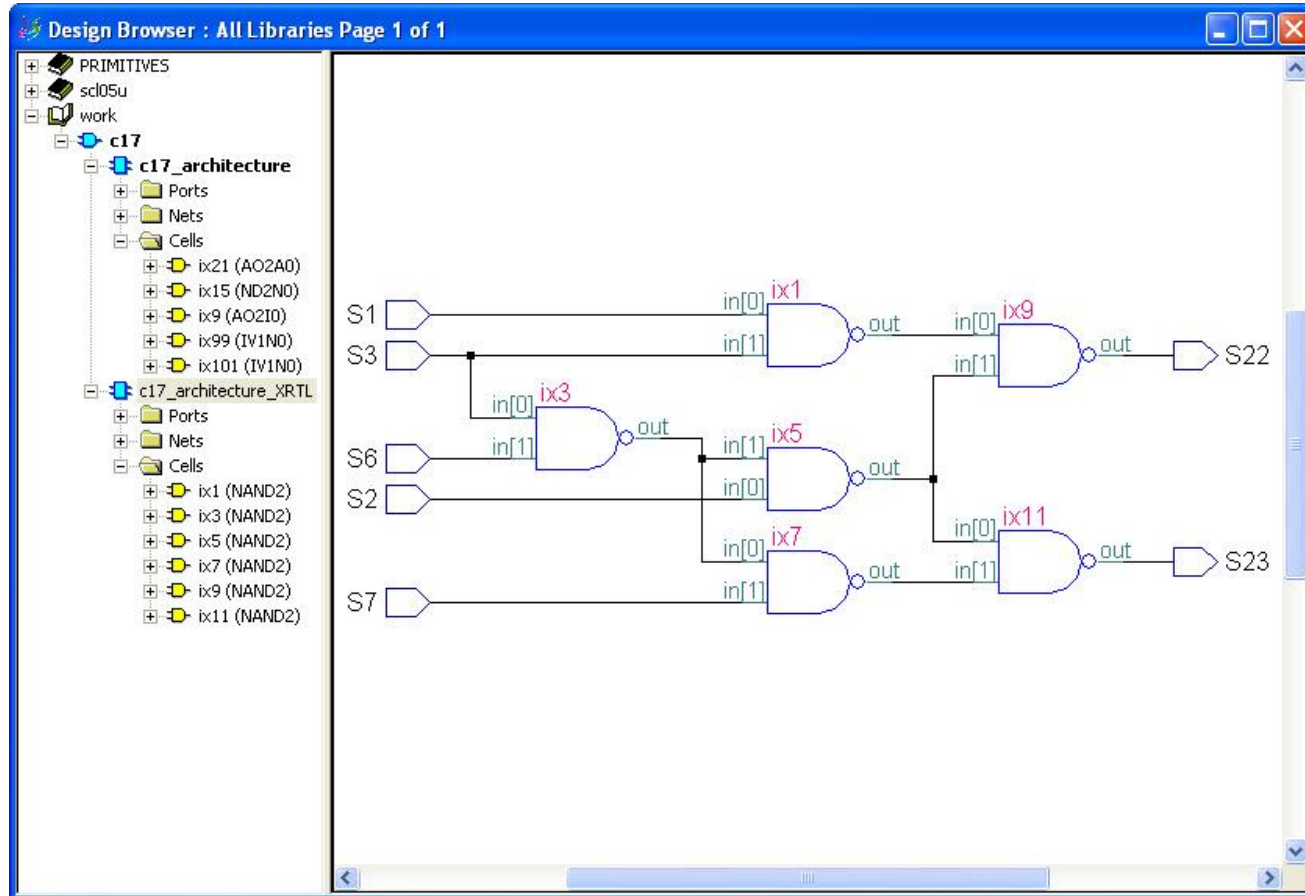 Design Browser : All Libraries Page 1 of 1
PRIMITIVES
scl05u
work
c17
c17_architecture
Ports
Nets
Cells
ix21 (AO2A0)
ix15 (ND2N0)
ix9 (AO2I0)
ix99 (IV1N0)
ix101 (IV1N0)
c17_architecture_XRTL
Ports
Nets
Cells
ix1 (NAND2)
ix3 (NAND2)
ix5 (NAND2)
ix7 (NAND2)
ix9 (NAND2)
ix11 (NAND2)
S1 in[0] ix1
out in[0] ix9
S3 in[1]
in[1] out S22
in[0] ix3
out
S6 in[1]
in[1] ix5
out
S2 in[0]
in[0] ix7
in[0] ix11
out S23
out in[1]
S7 in[1]